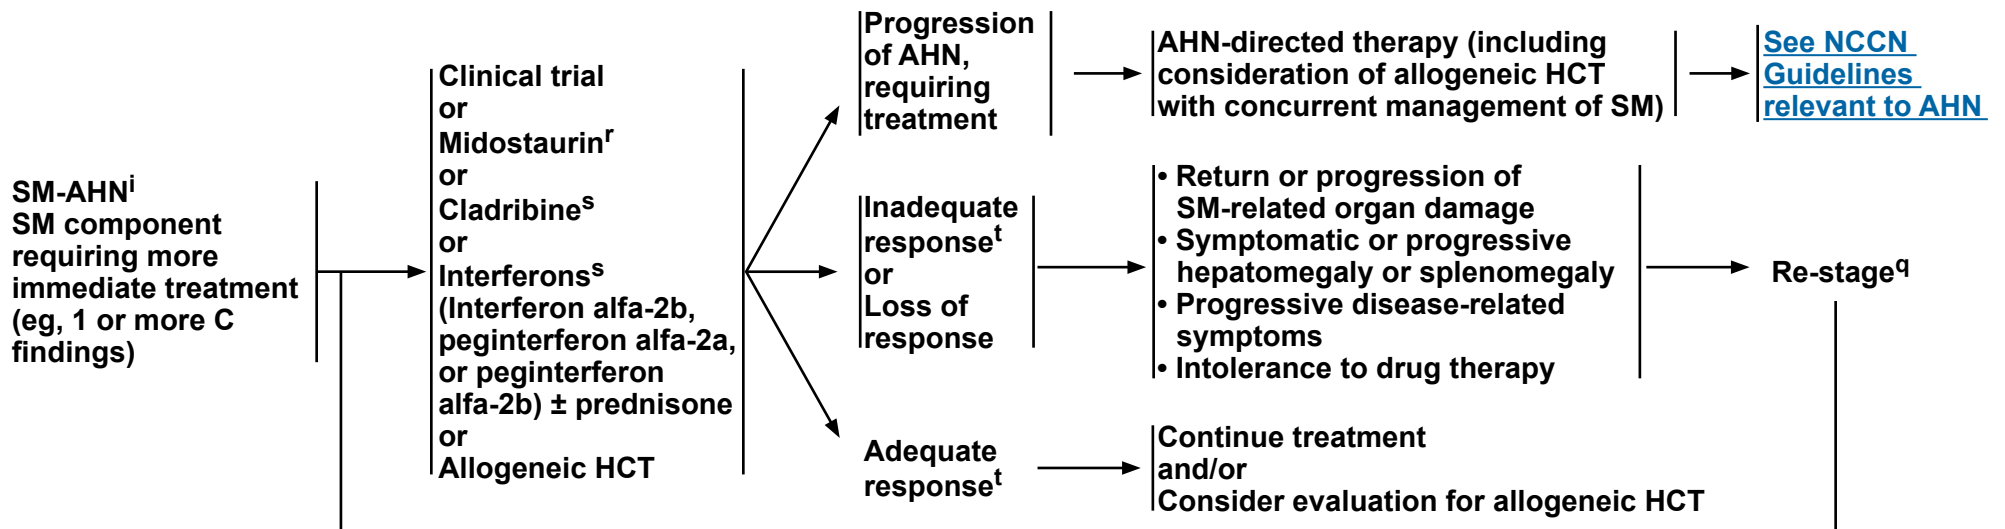 SM-AHNi
SM component
requiring more
immediate treatment
(eg, 1 or more C
findings)
Clinical trial
or
Midostaurinr
or
Cladribines
or
Interferonss
(Interferon alfa-2b,
peginterferon alfa-2a,
or peginterferon
alfa-2b) ± prednisone
or
Allogeneic HCT
Progression
of AHN,
requiring
treatment
AHN-directed therapy (including
consideration of allogeneic HCT
with concurrent management of SM)
See NCCN
Guidelines
relevant to AHN
Inadequate
responset
or
Loss of
response
• Return or progression of
SM-related organ damage
• Symptomatic or progressive
hepatomegaly or splenomegaly
• Progressive disease-related
symptoms
• Intolerance to drug therapy
Re-stageq
Adequate
responset
Continue treatment
and/or
Consider evaluation for allogeneic HCT